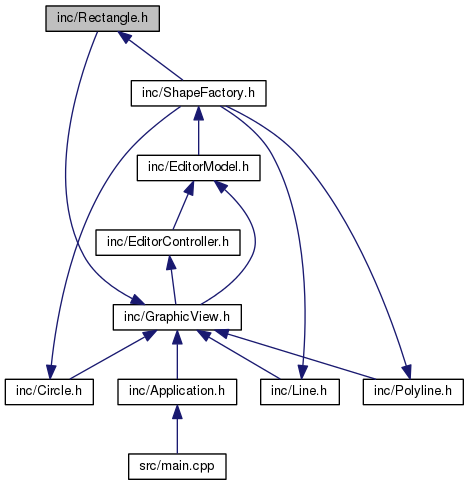 inc/Rectangle.h
inc/ShapeFactory.h
inc/EditorModel.h
inc/EditorController.h
inc/GraphicView.h
inc/Circle.h
inc/Application.h
inc/Line.h
inc/Polyline.h
src/main.cpp